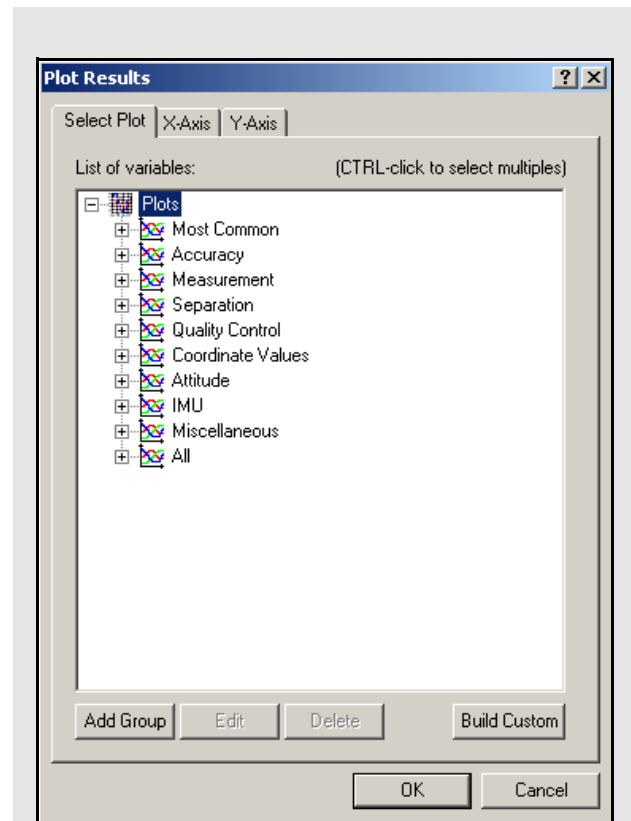 Plot Results
Select Plot X-Axis Y-Axis
List of variables: (CTRL-click to select multiples)
Plots
Most Common
Accuracy
Measurement
Separation
Quality Control
Coordinate Values
Attitude
IMU
Miscellaneous
All
Add Group Edit Delete Build Custom
OK Cancel